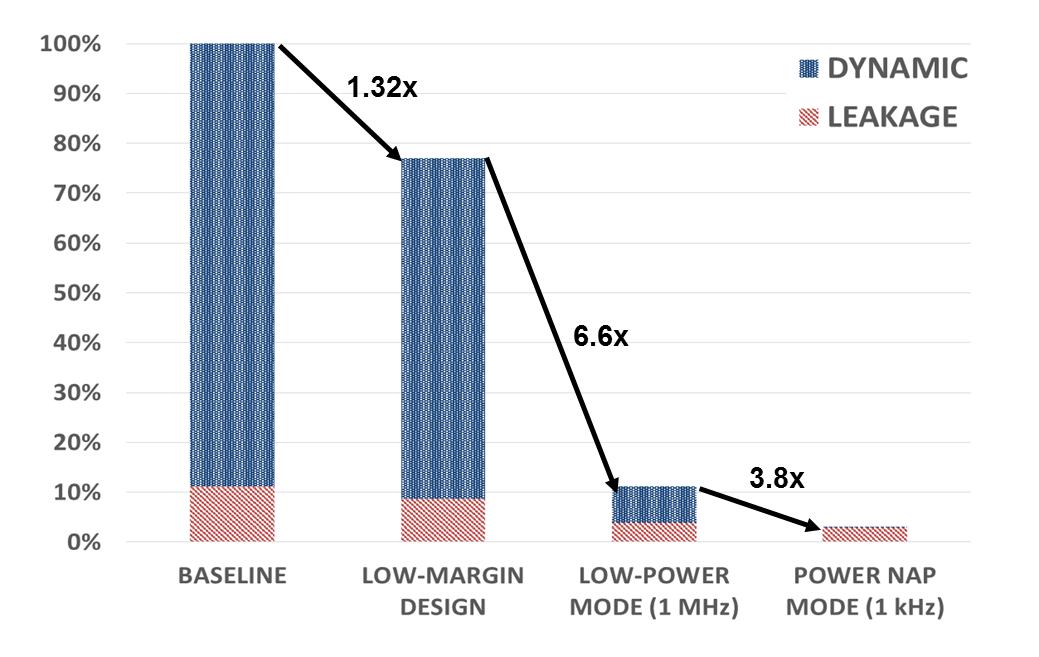 100%
90%
80%
70%
60%
50%
40%
30%
20%
10%
0%
1.32x
6.6x
3.8x
DYNAMIC
LEAKAGE
BASELINE
LOW-MARGIN
DESIGN
LOW-POWER
MODE (1 MHz)
POWER NAP
MODE (1 kHz)